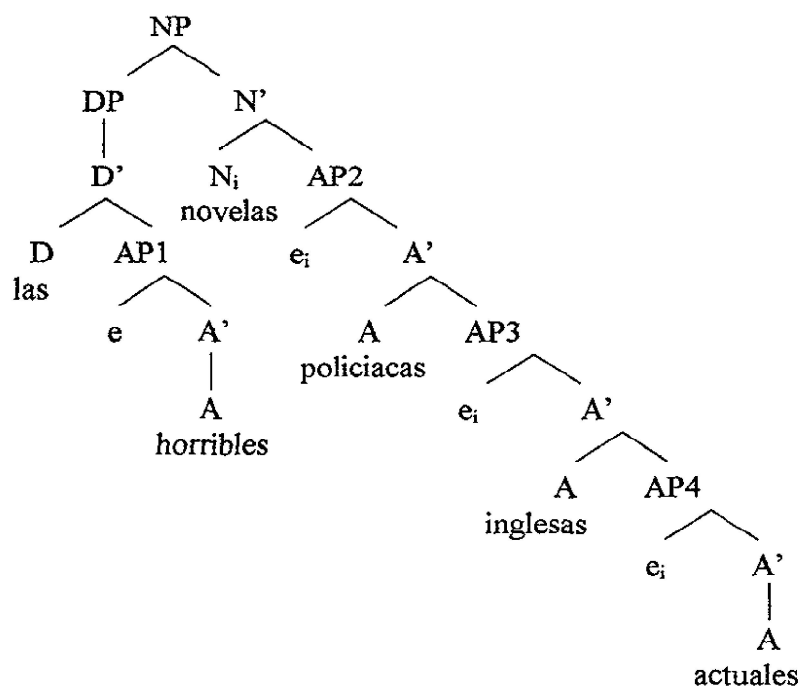 NP
DP N’
D’ Nᵢ AP2
novelas
D AP1 eᵢ A’
las
e A’ A AP3
policiacas
A eᵢ A’
horribles
A AP4
inglesas
eᵢ A’
A
actuales